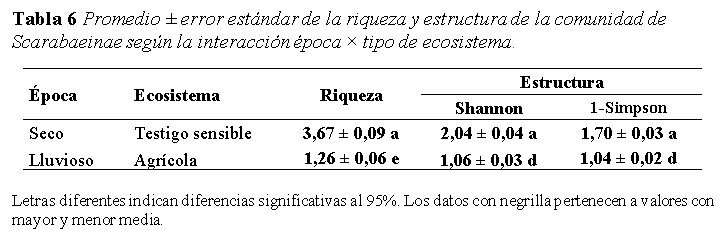 Tabla 6 Promedio ± error estándar de la riqueza y estructura de la comunidad de
Scarabaeinae según la interacción época × tipo de ecosistema.
Estructura
Época Ecosistema Riqueza
Shannon 1-Simpson
Seco Testigo sensible 3,67 ± 0,09 a 2,04 ± 0,04 a 1,70 ± 0,03 a
Lluvioso Agrícola 1,26 ± 0,06 e 1,06 ± 0,03 d 1,04 ± 0,02 d
Letras diferentes indican diferencias significativas al 95%. Los datos con negrilla pertenecen a valores con
mayor y menor media.